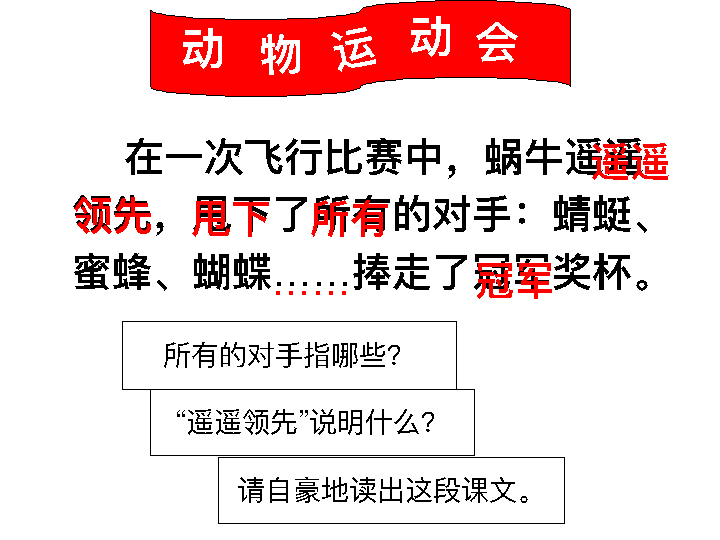 动物运动会
在一次飞行比赛中，蜗牛遥遥
领先，甩下了所有的对手：蜻蜓、
蜜蜂、蝴蝶……捧走了冠军奖杯。
所有的对手指哪些？
“遥遥领先”说明什么？
请自豪地读出这段课文。